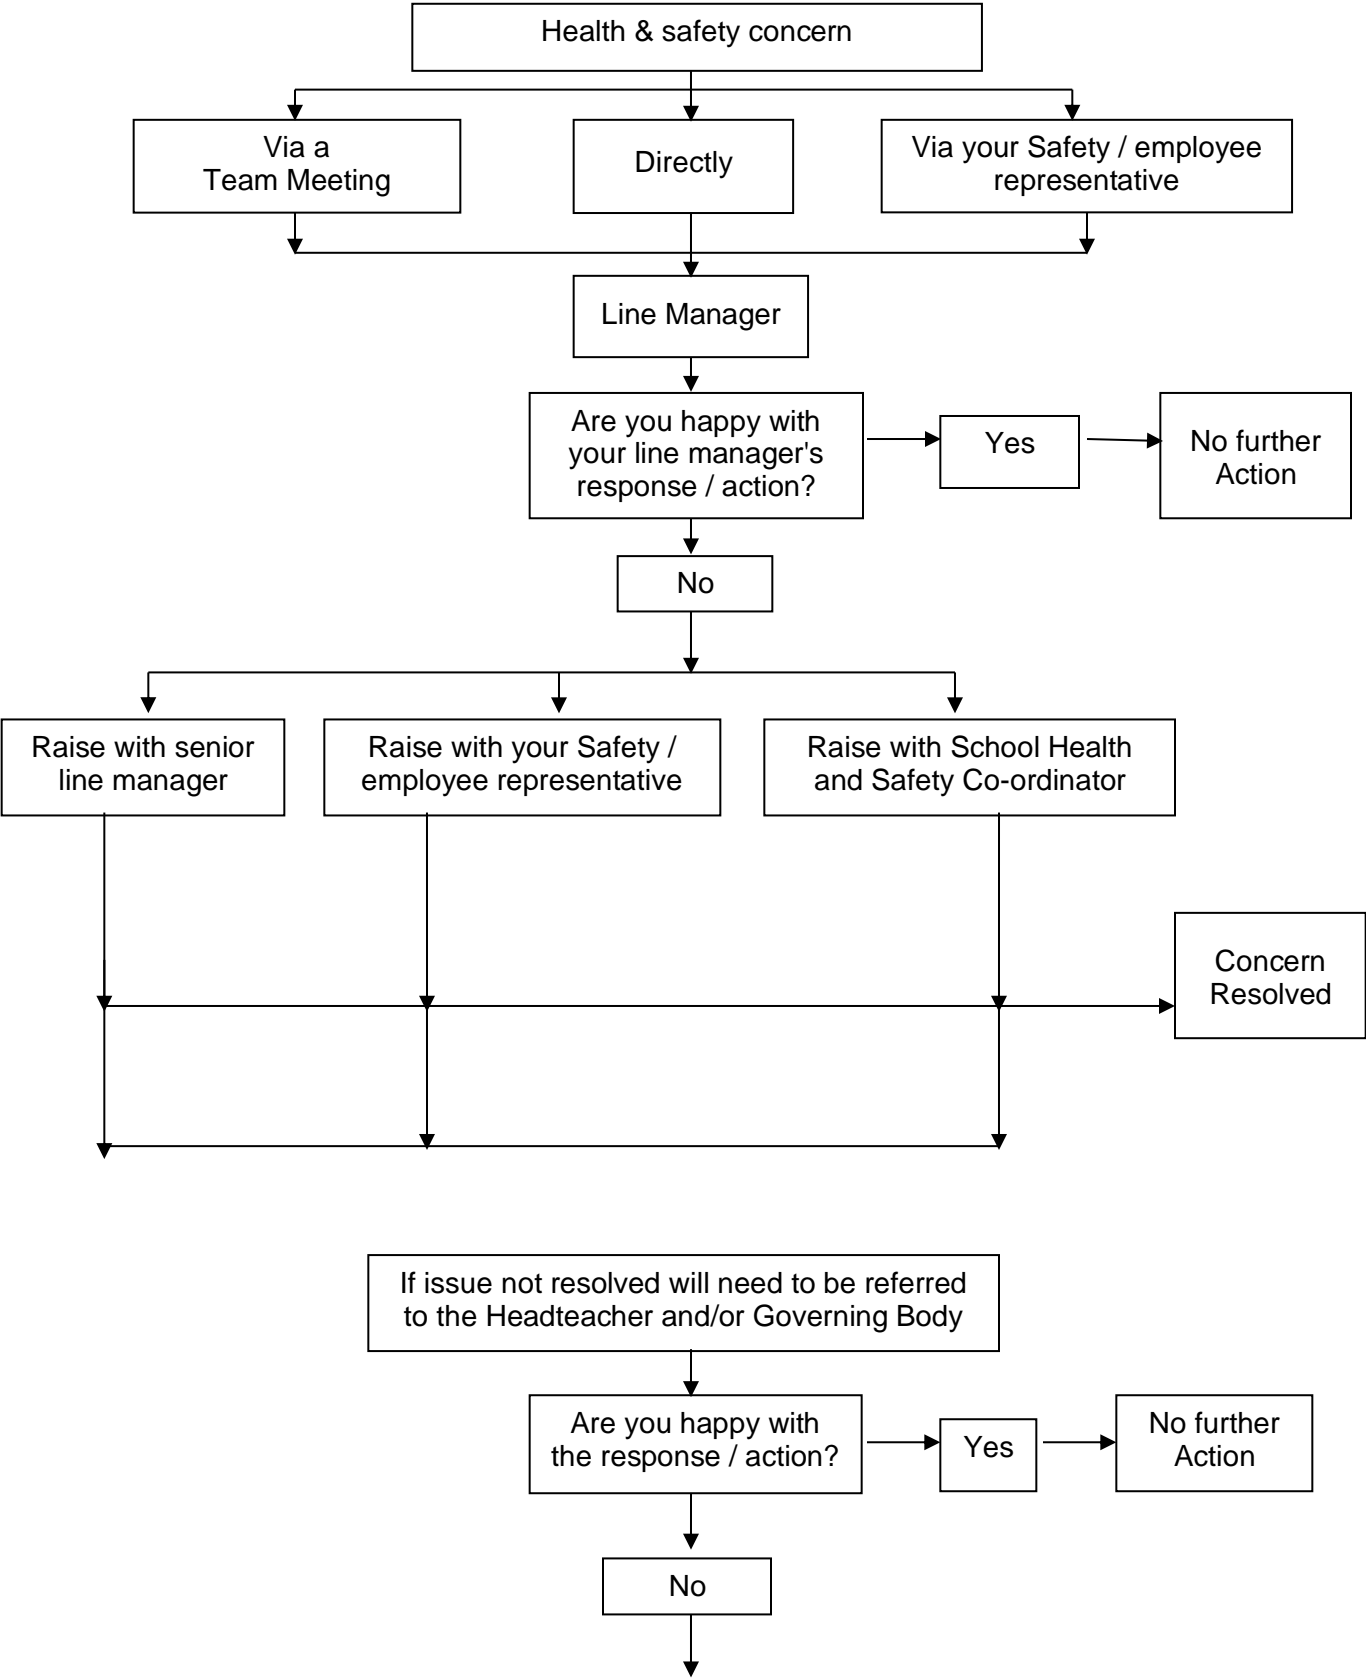 Health & safety concern
Via a
Team Meeting
Directly
Via your Safety / employee
representative
Line Manager
Are you happy with
your line manager's
response / action?
Yes
No further
Action
No
Raise with senior
line manager
Raise with your Safety /
employee representative
Raise with School Health
and Safety Co-ordinator
Concern
Resolved
If issue not resolved will need to be referred
to the Headteacher and/or Governing Body
Are you happy with
the response / action?
Yes
No further
Action
No